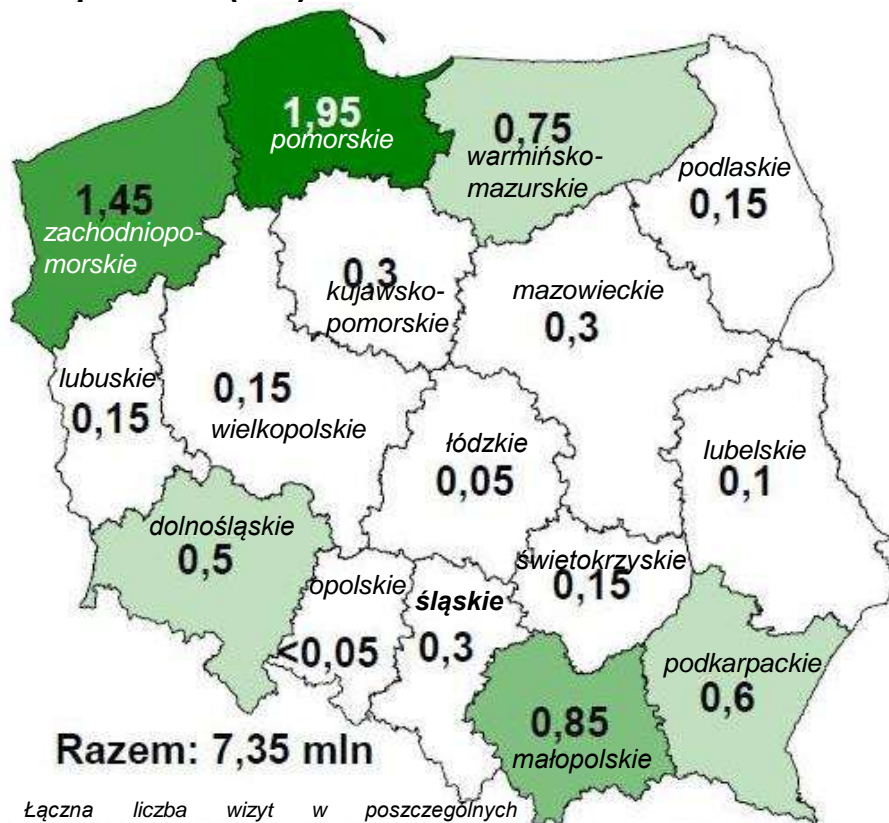 1,95
pomorskie
0,75
warmińsko-
mazurskie
podlaskie
0,15
1,45
zachodniopo-
morskie
0,3
kujawsko-
pomorskie
mazowieckie
0,3
lubuskie
0,15
0,15
wielkopolskie
łódzkie
0,05
lubelskie
0,1
dolnośląskie
0,5
opolskie
<0,05
śląskie
0,3
świetokrzyskie
0,15
podkarpackie
0,6
0,85
małopolskie
Razem: 7,35 mln
Łączna liczba wizyt w poszczególnych